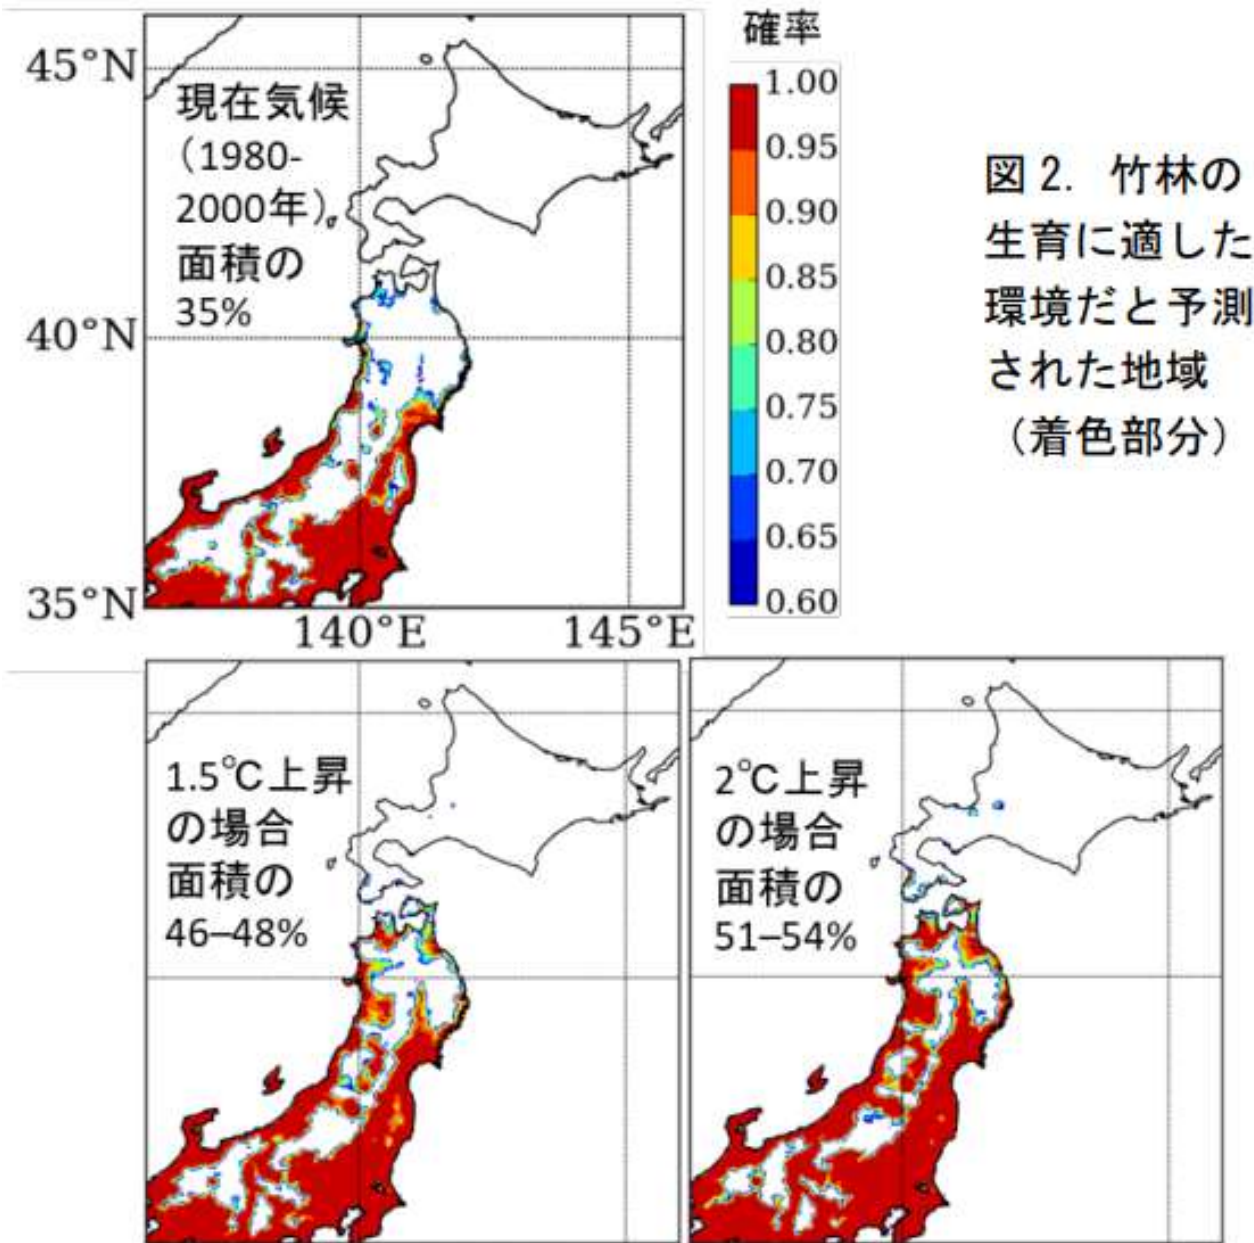 確率
45°N
40°N
35°N
140°E
145°E
現在気候
（1980-
2000年）
面積の
35%
1.00
0.95
0.90
0.85
0.80
0.75
0.70
0.65
0.60
図 2. 竹林の
生育に適した
環境だと予測
された地域
（着色部分）
1.5℃上昇
の場合
面積の
46–48%
2℃上昇
の場合
面積の
51–54%